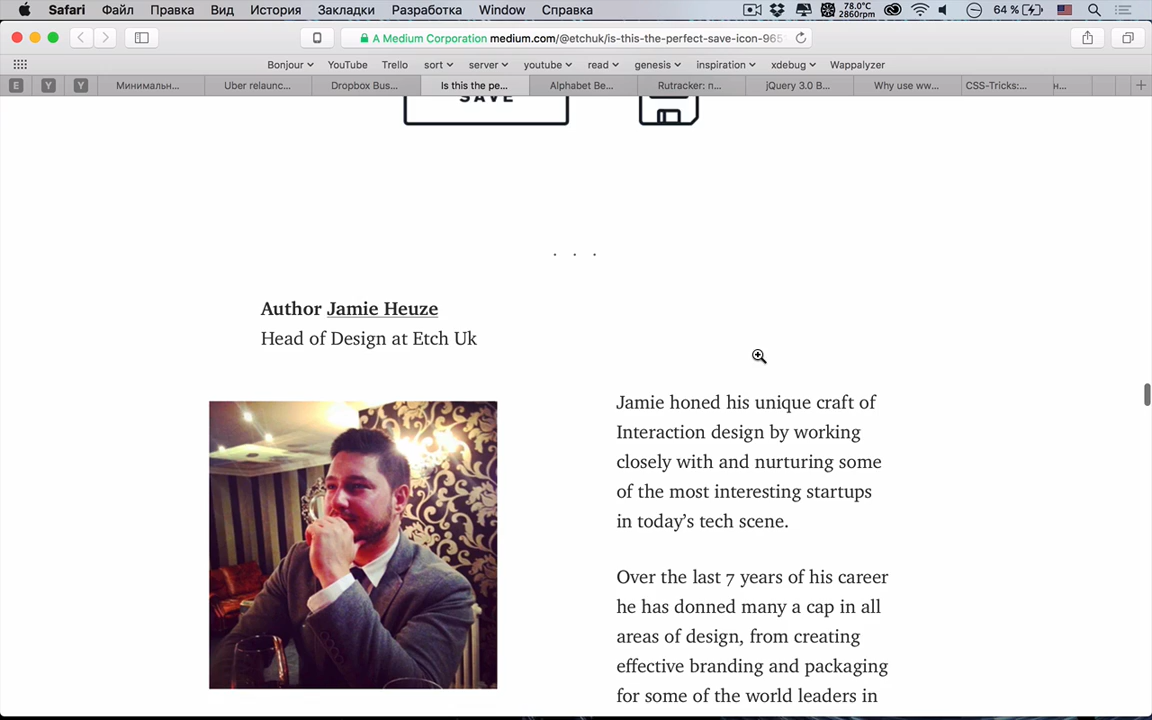 Safari Файл Правка Вид История Закладки Разработка Window Справка 78.0°C 2860rpm 64 %
A Medium Corporation medium.com/@etchuk/is-this-the-perfect-save-icon-965
Bonjour YouTube Trello sort server youtube read genesis inspiration xdebug Wappalyzer
E Y Y Минимальн... Uber relaunc... Dropbox Bus... Is this the pe... Alphabet Be... Rutracker: n... jQuery 3.0 B... Why use ww... CSS-Tricks:... н...
SAVE
. . .
Author Jamie Heuze
Head of Design at Etch Uk
Jamie honed his unique craft of
Interaction design by working
closely with and nurturing some
of the most interesting startups
in today’s tech scene.
Over the last 7 years of his career
he has donned many a cap in all
areas of design, from creating
effective branding and packaging
for some of the world leaders in